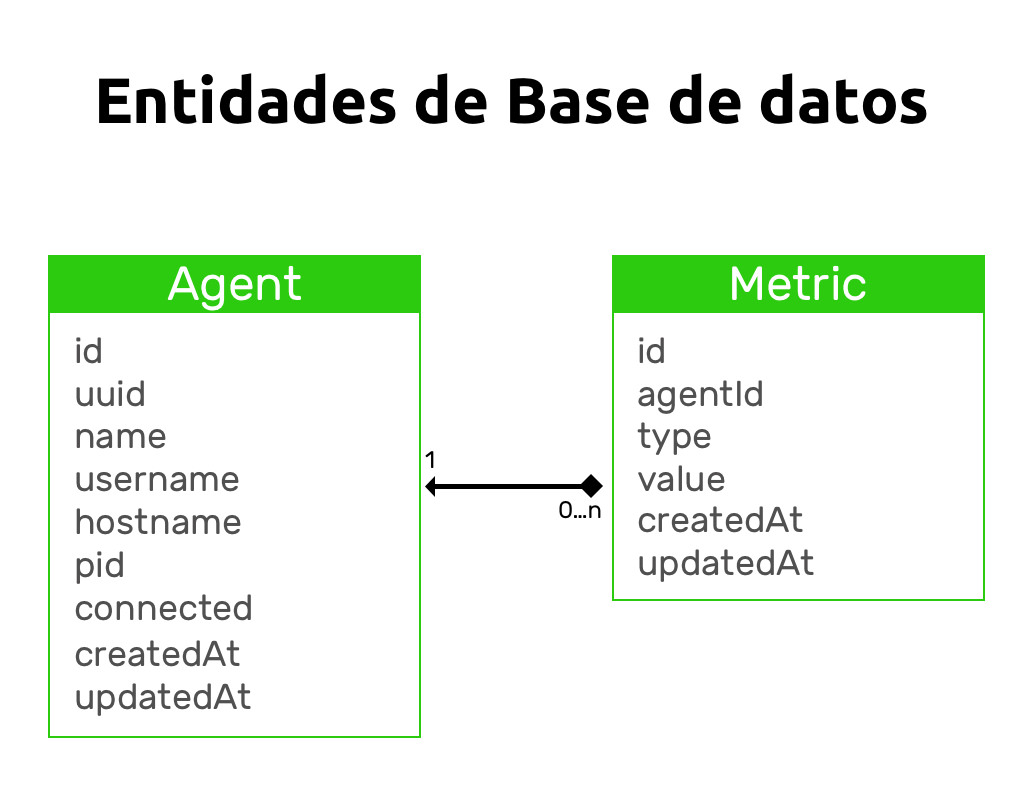 Entidades de Base de datos
Agent
id
uuid
name
username
hostname
pid
connected
createdAt
updatedAt
1
0...n
Metric
id
agentId
type
value
createdAt
updatedAt